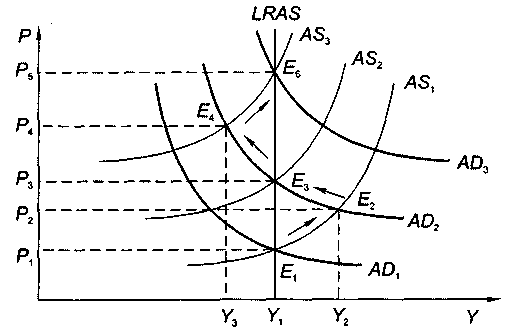 LRAS
P
AS₃
P₅
E₆
AS₂
AS₁
E₄
P₄
AD₃
P₃
E₃
E₂
P₂
AD₂
P₁
E₁
AD₁
Y₃ Y₁ Y₂ Y